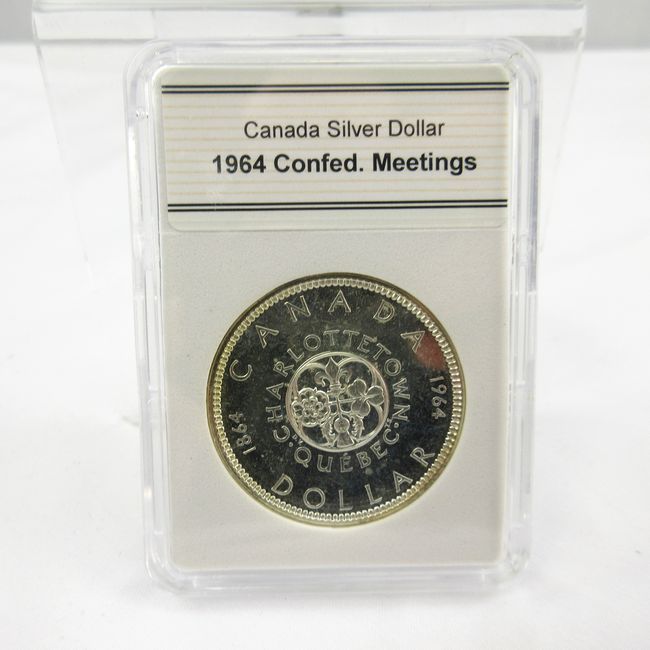 Canada Silver Dollar
1964 Confed. Meetings
CANADA
DOLLAR
1864
1964
CHARLOTTETOWN
QUÉBEC